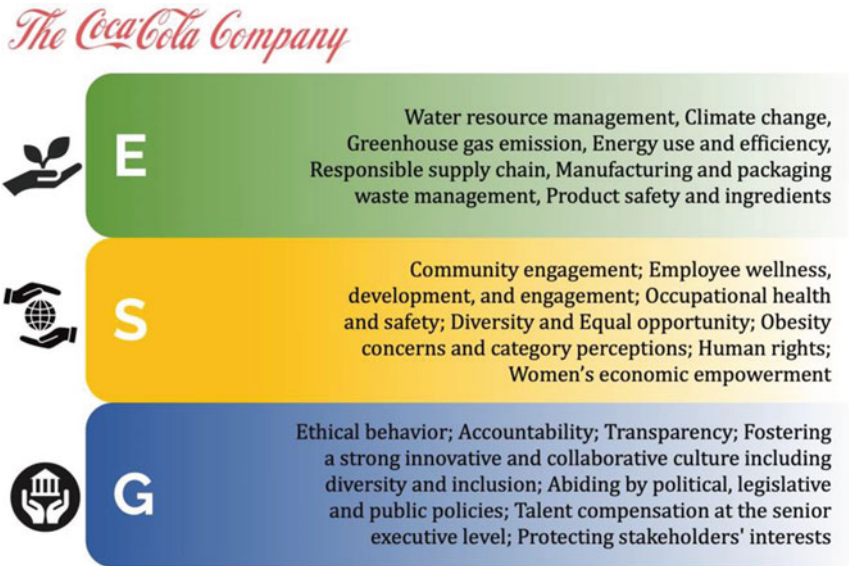 The Coca-Cola Company
E
Water resource management, Climate change,
Greenhouse gas emission, Energy use and efficiency,
Responsible supply chain, Manufacturing and packaging
waste management, Product safety and ingredients
S
Community engagement; Employee wellness,
development, and engagement; Occupational health
and safety; Diversity and Equal opportunity; Obesity
concerns and category perceptions; Human rights;
Women’s economic empowerment
G
Ethical behavior; Accountability; Transparency; Fostering
a strong innovative and collaborative culture including
diversity and inclusion; Abiding by political, legislative
and public policies; Talent compensation at the senior
executive level; Protecting stakeholders' interests